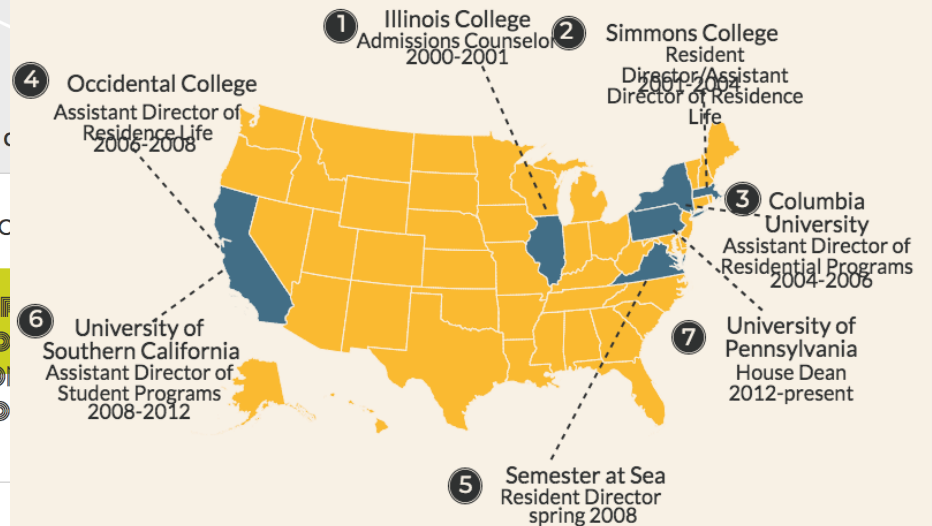 1
Illinois College
Admissions Counselor
2000-2001
2
Simmons College
Resident
Director/Assistant
2001-2004
Director of Residence
Life
3
Columbia
University
Assistant Director of
Residential Programs
2004-2006
4
Occidental College
Assistant Director of
Residence Life
2006-2008
5
Semester at Sea
Resident Director
spring 2008
6
University of
Southern California
Assistant Director of
Student Programs
2008-2012
7
University of
Pennsylvania
House Dean
2012-present